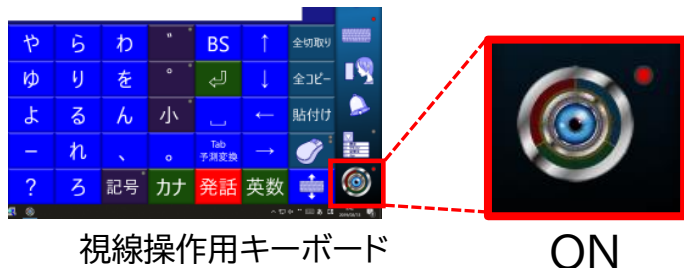 や ら わ ゛ BS ↑ 全切取り
ゆ り を ゜ ⏎ ↓ 全コピー
よ る ん 小 ␣ ← 貼付け
ー れ 、 。 Tab 予測変換 →
? ろ 記号 カナ 発話 英数
視線操作用キーボード
ON